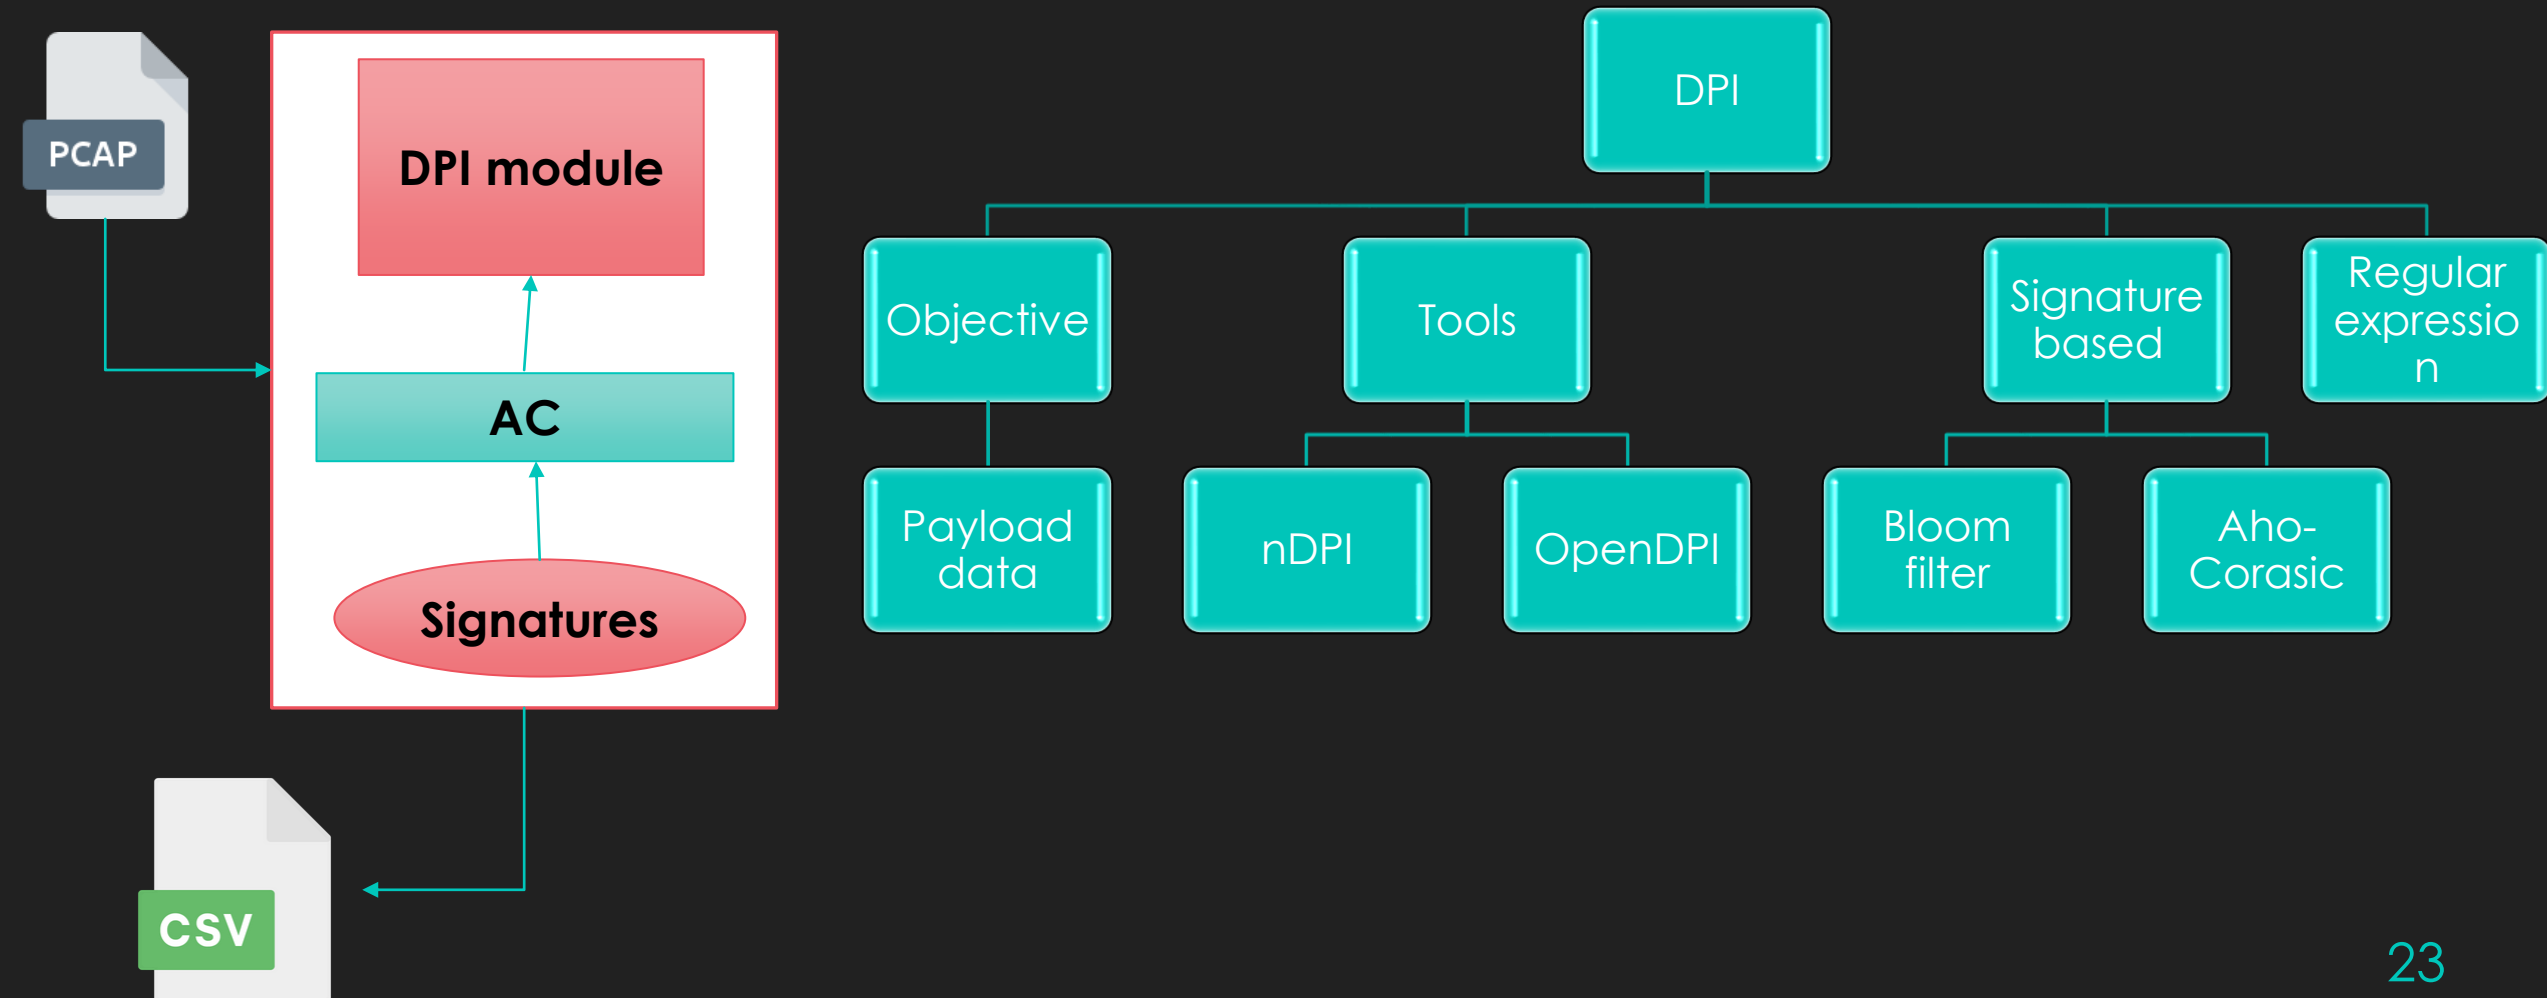 PCAP
DPI module
AC
Signatures
CSV
DPI
Objective
Tools
Signature
based
Regular
expressio
n
Payload
data
nDPI
OpenDPI
Bloom
filter
Aho-
Corasic
23